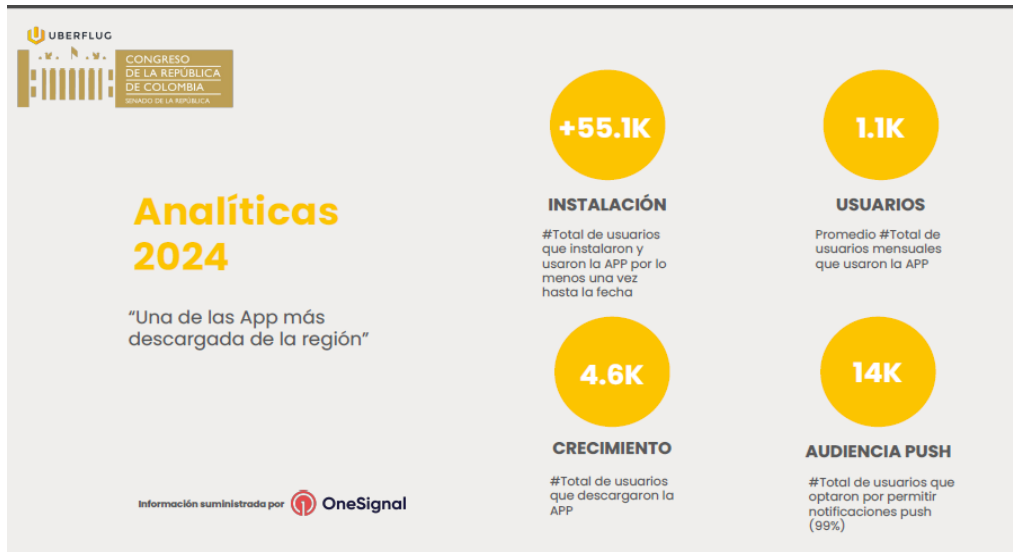 UBERFLUG
CONGRESO
DE LA REPÚBLICA
DE COLOMBIA
SENADO DE LA REPÚBLICA
Analíticas
2024
“Una de las App más
descargada de la región”
Información suministrada por OneSignal
+55.1K
INSTALACIÓN
#Total de usuarios
que instalaron y
usaron la APP por lo
menos una vez
hasta la fecha
1.1K
USUARIOS
Promedio #Total de
usuarios mensuales
que usaron la APP
4.6K
CRECIMIENTO
#Total de usuarios
que descargaron la
APP
14K
AUDIENCIA PUSH
#Total de usuarios que
optaron por permitir
notificaciones push
(99%)